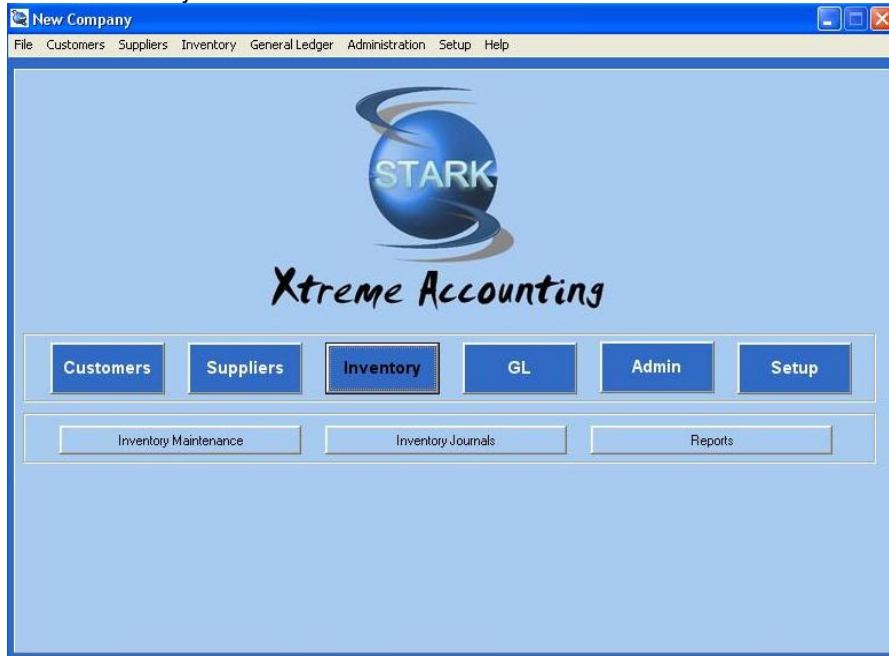 New Company
File Customers Suppliers Inventory General Ledger Administration Setup Help
STARK
Xtreme Accounting
Customers Suppliers Inventory GL Admin Setup
Inventory Maintenance Inventory Journals Reports